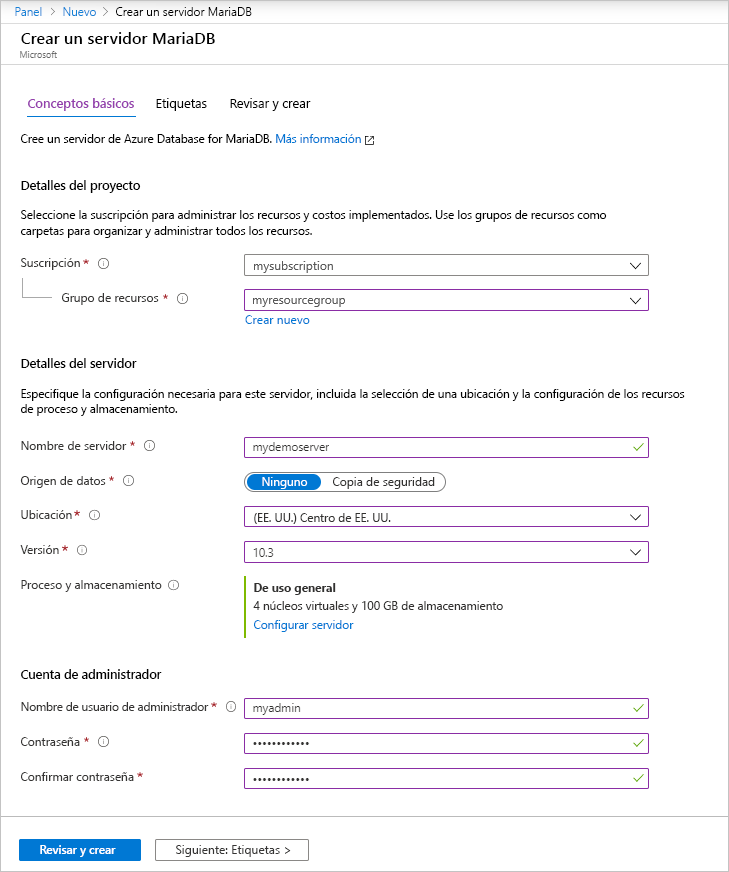 Panel > Nuevo > Crear un servidor MariaDB
Crear un servidor MariaDB
Microsoft
Conceptos básicos Etiquetas Revisar y crear
Cree un servidor de Azure Database for MariaDB. Más información
Detalles del proyecto
Seleccione la suscripción para administrar los recursos y costos implementados. Use los grupos de recursos como
carpetas para organizar y administrar todos los recursos.
Suscripción * mysubscription
Grupo de recursos * myresourcegroup
Crear nuevo
Detalles del servidor
Especifique la configuración necesaria para este servidor, incluida la selección de una ubicación y la configuración de los recursos
de proceso y almacenamiento.
Nombre de servidor * mydemoserver
Origen de datos * Ninguno Copia de seguridad
Ubicación * (EE. UU.) Centro de EE. UU.
Versión * 10.3
Proceso y almacenamiento De uso general
4 núcleos virtuales y 100 GB de almacenamiento
Configurar servidor
Cuenta de administrador
Nombre de usuario de administrador * myadmin
Contraseña * ••••••••••••
Confirmar contraseña * ••••••••••••
Revisar y crear Siguiente: Etiquetas >